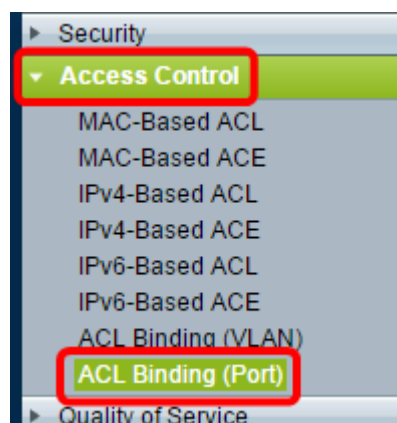 Security
Access Control
MAC-Based ACL
MAC-Based ACE
IPv4-Based ACL
IPv4-Based ACE
IPv6-Based ACL
IPv6-Based ACE
ACL Binding (VLAN)
ACL Binding (Port)
Quality of Service